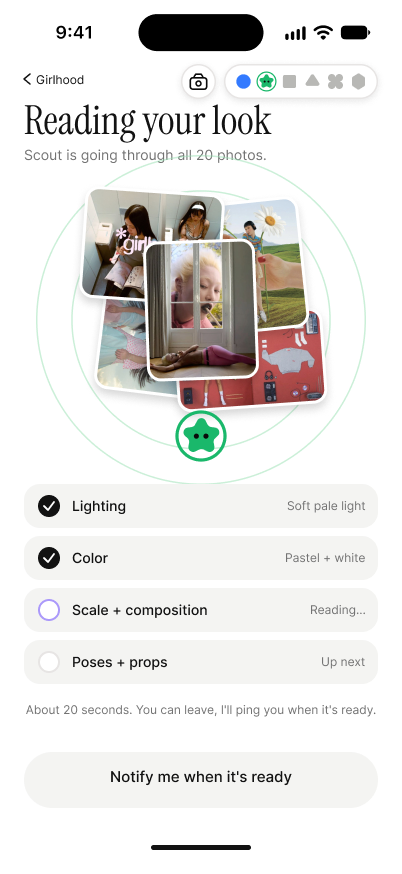 9:41
Girlhood
Reading your look
Scout is going through all 20 photos.
*girl
Lighting
Soft pale light
Color
Pastel + white
Scale + composition
Reading...
Poses + props
Up next
About 20 seconds. You can leave, I'll ping you when it's ready.
Notify me when it's ready